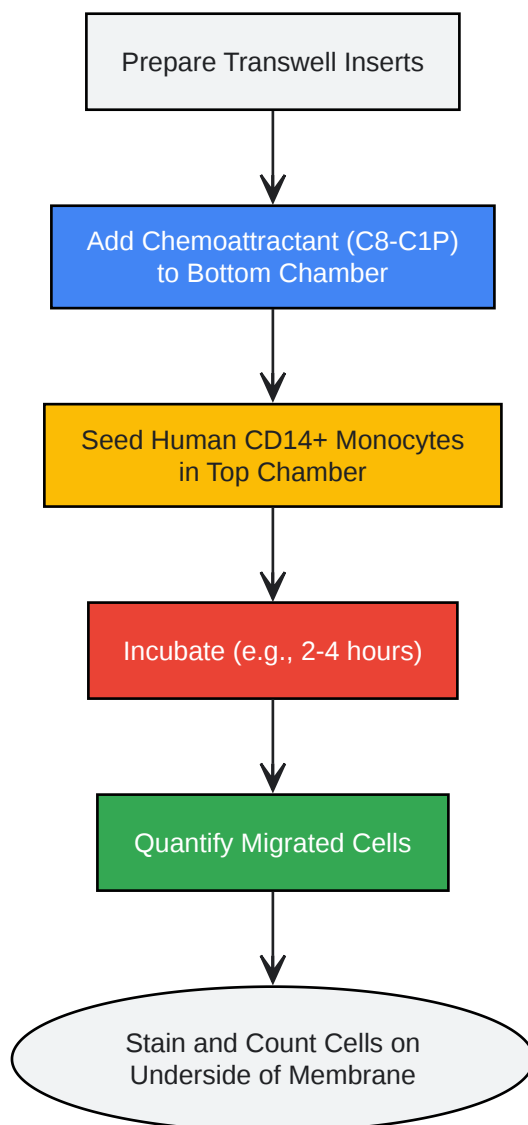 Prepare Transwell Inserts
Add Chemoattractant (C8-C1P)
to Bottom Chamber
Seed Human CD14+ Monocytes
in Top Chamber
Incubate (e.g., 2-4 hours)
Quantify Migrated Cells
Stain and Count Cells on
Underside of Membrane